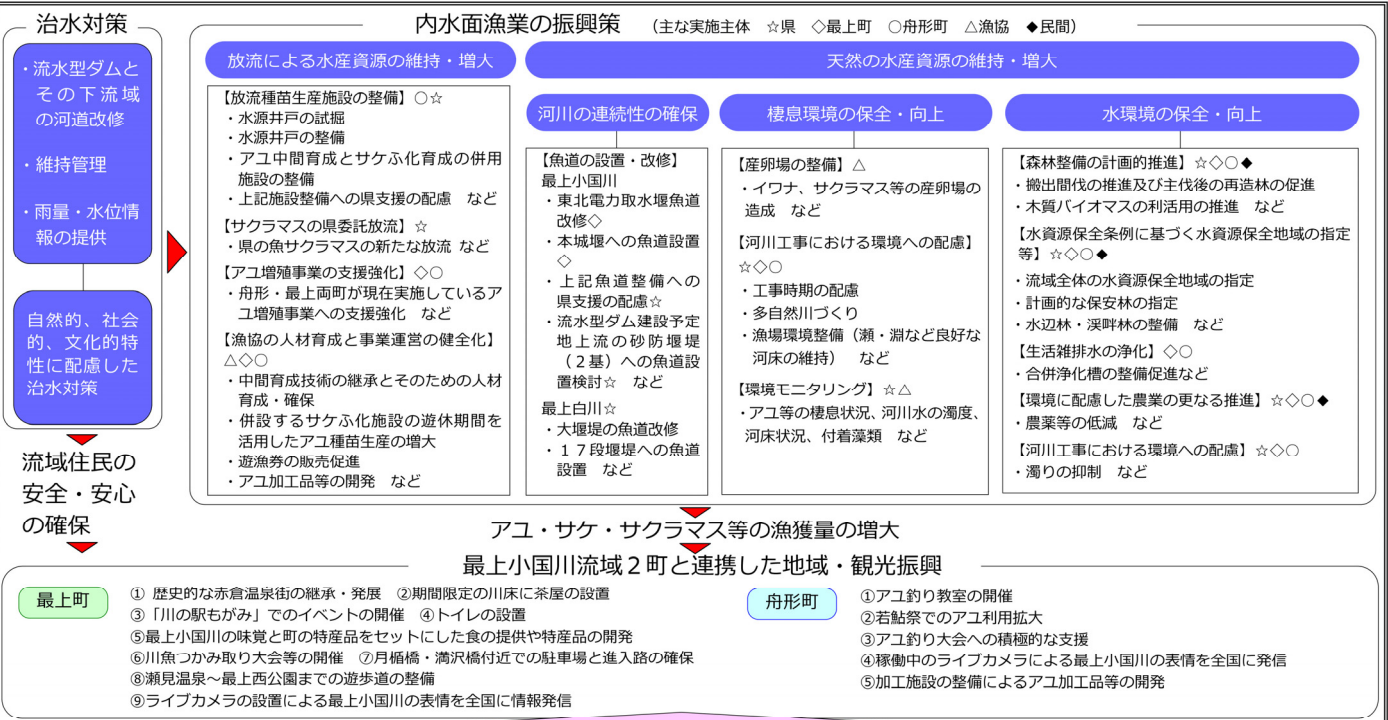 治水対策
・流水型ダムと
その下流域
の河道改修
・維持管理
・雨量・水位情
報の提供
自然的、社会
的、文化的特
性に配慮した
治水対策
流域住民の
安全・安心
の確保
内水面漁業の振興策 （主な実施主体 ☆県 ◇最上町 ○舟形町 △漁協 ◆民間）
放流による水産資源の維持・増大
【放流種苗生産施設の整備】○☆
・水源井戸の試掘
・水源井戸の整備
・アユ中間育成とサケふ化育成の併用
施設の整備
・上記施設整備への県支援の配慮 など
【サクラマスの県委託放流】☆
・県の魚サクラマスの新たな放流 など
【アユ増殖事業の支援強化】◇○
・舟形・最上両町が現在実施しているア
ユ増殖事業への支援強化 など
【漁協の人材育成と事業運営の健全化】
△◇○
・中間育成技術の継承とそのための人材
育成・確保
・併設するサケふ化施設の遊休期間を
活用したアユ種苗生産の増大
・遊漁券の販売促進
・アユ加工品等の開発 など
天然の水産資源の維持・増大
河川の連続性の確保
【魚道の設置・改修】
最上小国川
・東北電力取水堰魚道
改修◇
・本城堰への魚道設置
◇
・上記魚道整備への
県支援の配慮☆
・流水型ダム建設予定
地上流の砂防堰堤
（２基）への魚道設
置検討☆ など
最上白川☆
・大堰堤の魚道改修
・１７段堰堤への魚道
設置 など
棲息環境の保全・向上
【産卵場の整備】△
・イワナ、サクラマス等の産卵場の
造成 など
【河川工事における環境への配慮】
☆◇○
・工事時期の配慮
・多自然川づくり
・漁場環境整備（瀬・淵など良好な
河床の維持） など
【環境モニタリング】☆△
・アユ等の棲息状況、河川水の濁度、
河床状況、付着藻類 など
水環境の保全・向上
【森林整備の計画的推進】☆◇○◆
・搬出間伐の推進及び主伐後の再造林の促進
・木質バイオマスの利活用の推進 など
【水資源保全条例に基づく水資源保全地域の指定
等】☆◇○◆
・流域全体の水資源保全地域の指定
・計画的な保安林の指定
・水辺林・渓畔林の整備 など
【生活雑排水の浄化】◇○
・合併浄化槽の整備促進など
【環境に配慮した農業の更なる推進】☆◇○◆
・農薬等の低減 など
【河川工事における環境への配慮】☆◇○
・濁りの抑制 など
アユ・サケ・サクラマス等の漁獲量の増大
最上小国川流域２町と連携した地域・観光振興
最上町
① 歴史的な赤倉温泉街の継承・発展 ②期間限定の川床に茶屋の設置
③「川の駅もがみ」でのイベントの開催 ④トイレの設置
⑤最上小国川の味覚と町の特産品をセットにした食の提供や特産品の開発
⑥川魚つかみ取り大会等の開催 ⑦月楯橋・満沢橋付近での駐車場と進入路の確保
⑧瀬見温泉～最上西公園までの遊歩道の整備
⑨ライブカメラの設置による最上小国川の表情を全国に情報発信
舟形町
①アユ釣り教室の開催
②若鮎祭でのアユ利用拡大
③アユ釣り大会への積極的な支援
④稼働中のライブカメラによる最上小国川の表情を全国に発信
⑤加工施設の整備によるアユ加工品等の開発